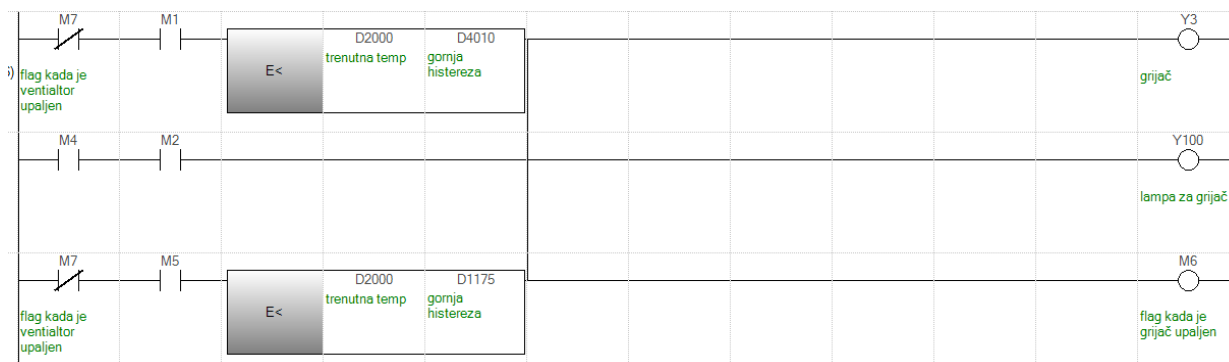 M7 M1 Y3
E< D2000 D4010
trenutna temp gornja
histereza
flag kada je
ventialtor
upaljen
grijač
M4 M2 Y100
lampa za grijač
M7 M5 M6
E< D2000 D1175
trenutna temp gornja
histereza
flag kada je
ventialtor
upaljen
flag kada je
grijač upaljen